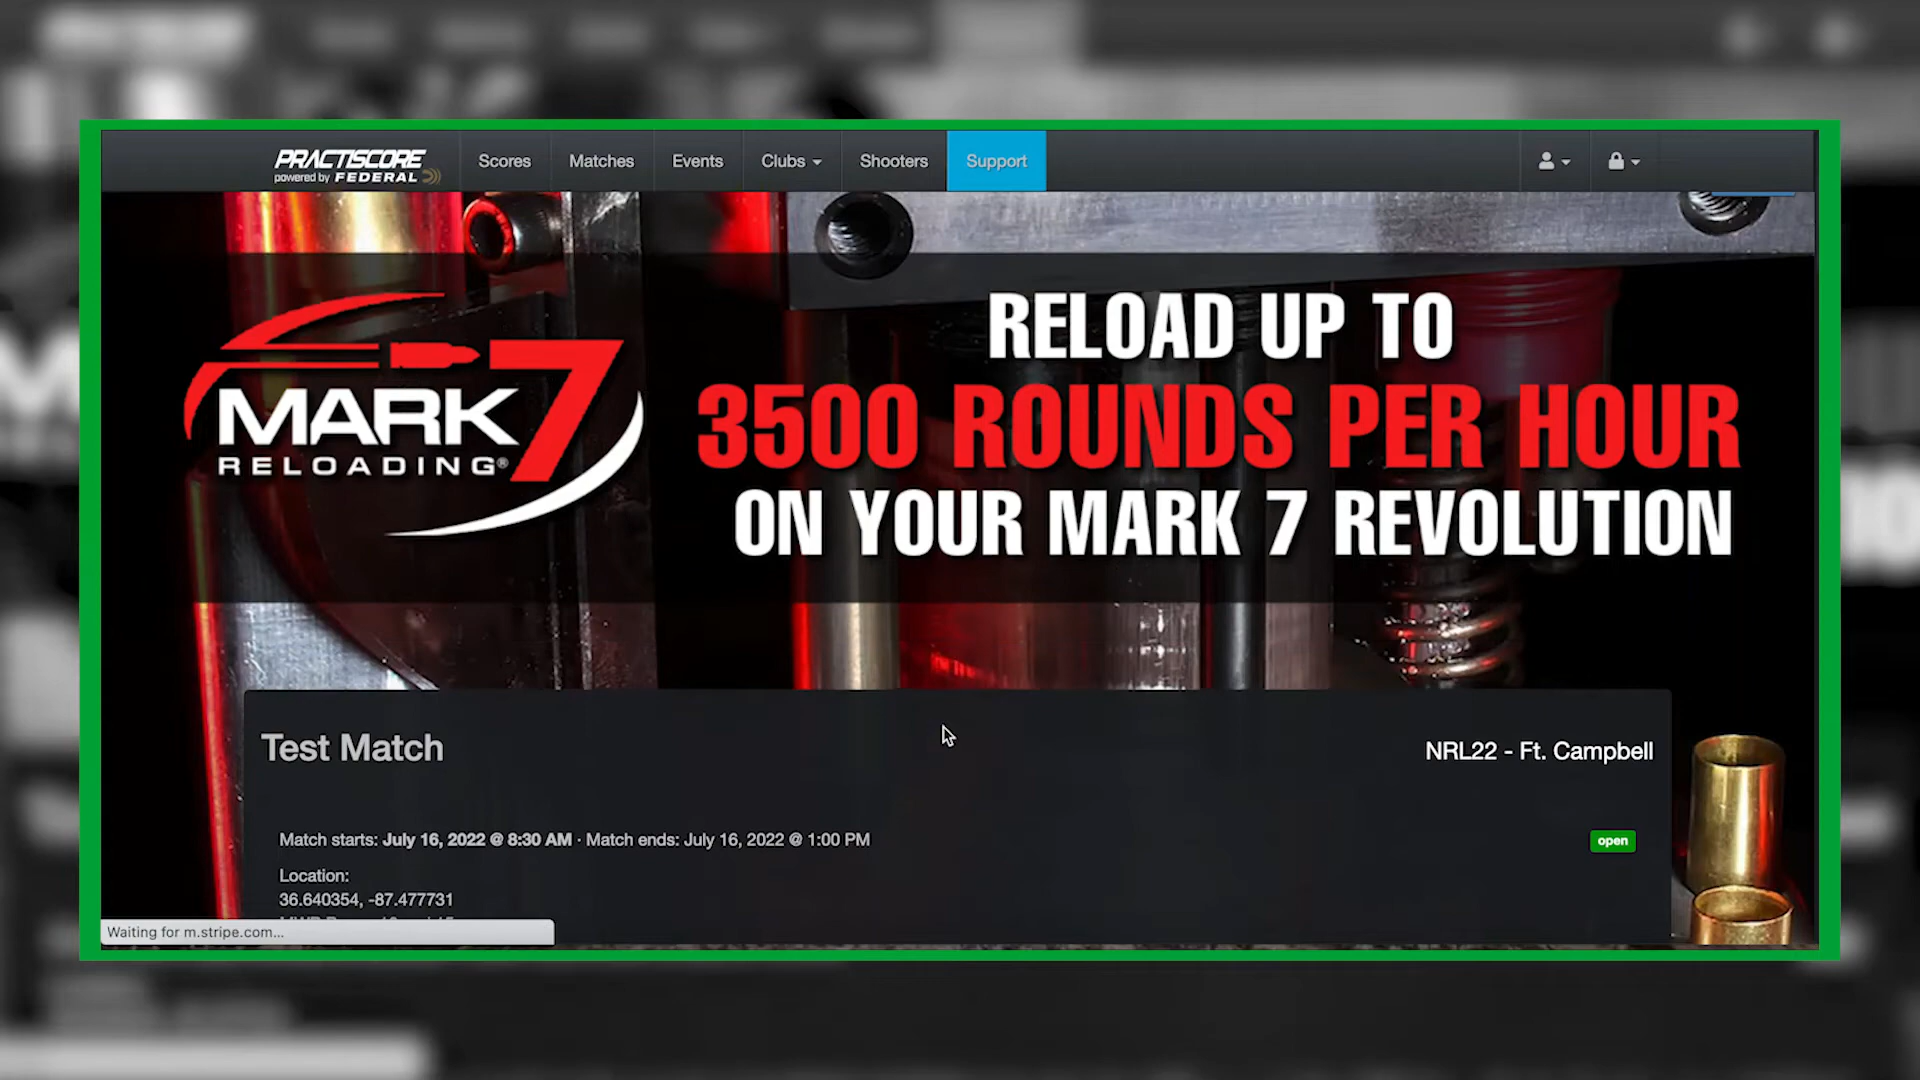 PRACTISCORE
powered by FEDERAL
Scores
Matches
Events
Clubs
Shooters
Support
MARK 7
RELOADING®
RELOAD UP TO
3500 ROUNDS PER HOUR
ON YOUR MARK 7 REVOLUTION
Test Match
NRL22 - Ft. Campbell
Match starts: July 16, 2022 @ 8:30 AM · Match ends: July 16, 2022 @ 1:00 PM
open
Location:
36.640354, -87.477731
Waiting for m.stripe.com...